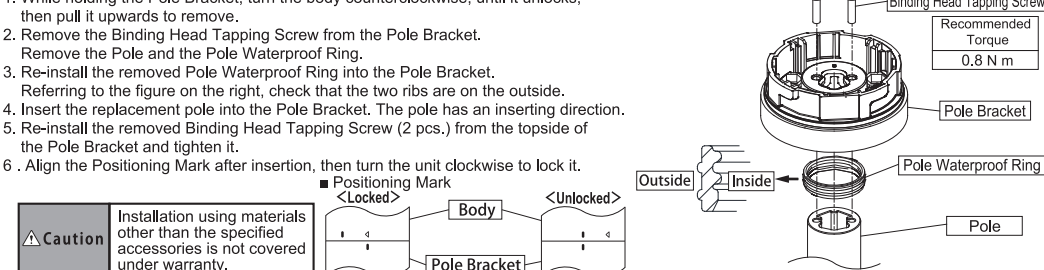 1. While holding the Pole Bracket, turn the body counterclockwise, until it unlocks,
then pull it upwards to remove.
2. Remove the Binding Head Tapping Screw from the Pole Bracket.
Remove the Pole and the Pole Waterproof Ring.
3. Re-install the removed Pole Waterproof Ring into the Pole Bracket.
Referring to the figure on the right, check that the two ribs are on the outside.
4. Insert the replacement pole into the Pole Bracket. The pole has an inserting direction.
5. Re-install the removed Binding Head Tapping Screw (2 pcs.) from the topside of
the Pole Bracket and tighten it.
6 . Align the Positioning Mark after insertion, then turn the unit clockwise to lock it.
■ Positioning Mark
<Locked>
<Unlocked>
Body
Pole Bracket
⚠Caution
Installation using materials
other than the specified
accessories is not covered
under warranty.
Binding Head Tapping Screw
Recommended
Torque
0.8 N m
Pole Bracket
Outside
Inside
Pole Waterproof Ring
Pole